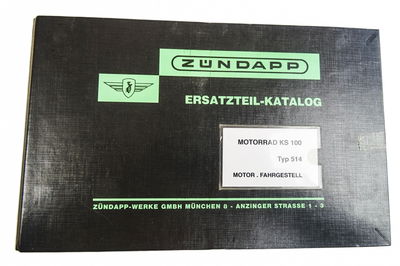 ZÜNDAPP
ERSATZTEIL-KATALOG
MOTORRAD KS 100
Typ 514
MOTOR . FAHRGESTELL
ZÜNDAPP-WERKE GMBH MÜNCHEN 8 - ANZINGER STRASSE 1 - 3